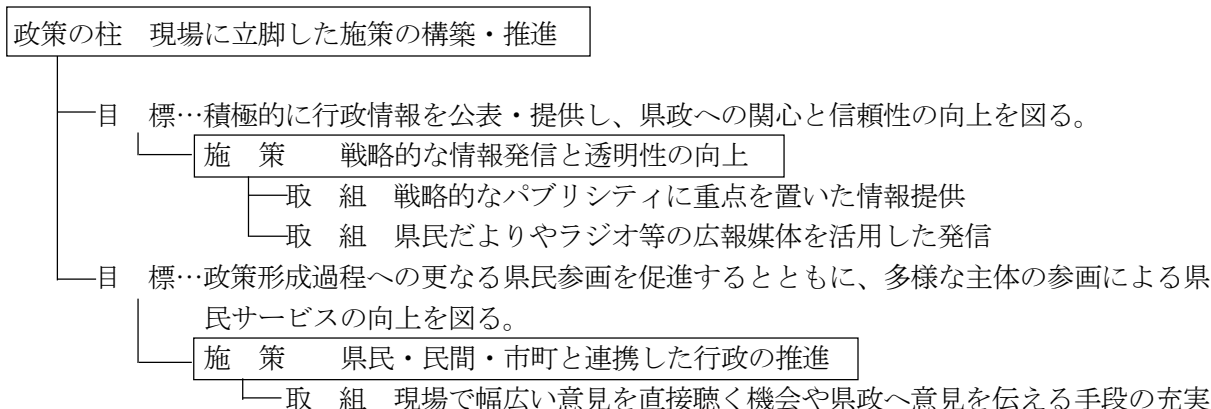 政策の柱　現場に立脚した施策の構築・推進
目　標…積極的に行政情報を公表・提供し、県政への関心と信頼性の向上を図る。
施　策　　戦略的な情報発信と透明性の向上
取　組　戦略的なパブリシティに重点を置いた情報提供
取　組　県民だよりやラジオ等の広報媒体を活用した発信
目　標…政策形成過程への更なる県民参画を促進するとともに、多様な主体の参画による県
民サービスの向上を図る。
施　策　　県民・民間・市町と連携した行政の推進
取　組　現場で幅広い意見を直接聴く機会や県政へ意見を伝える手段の充実